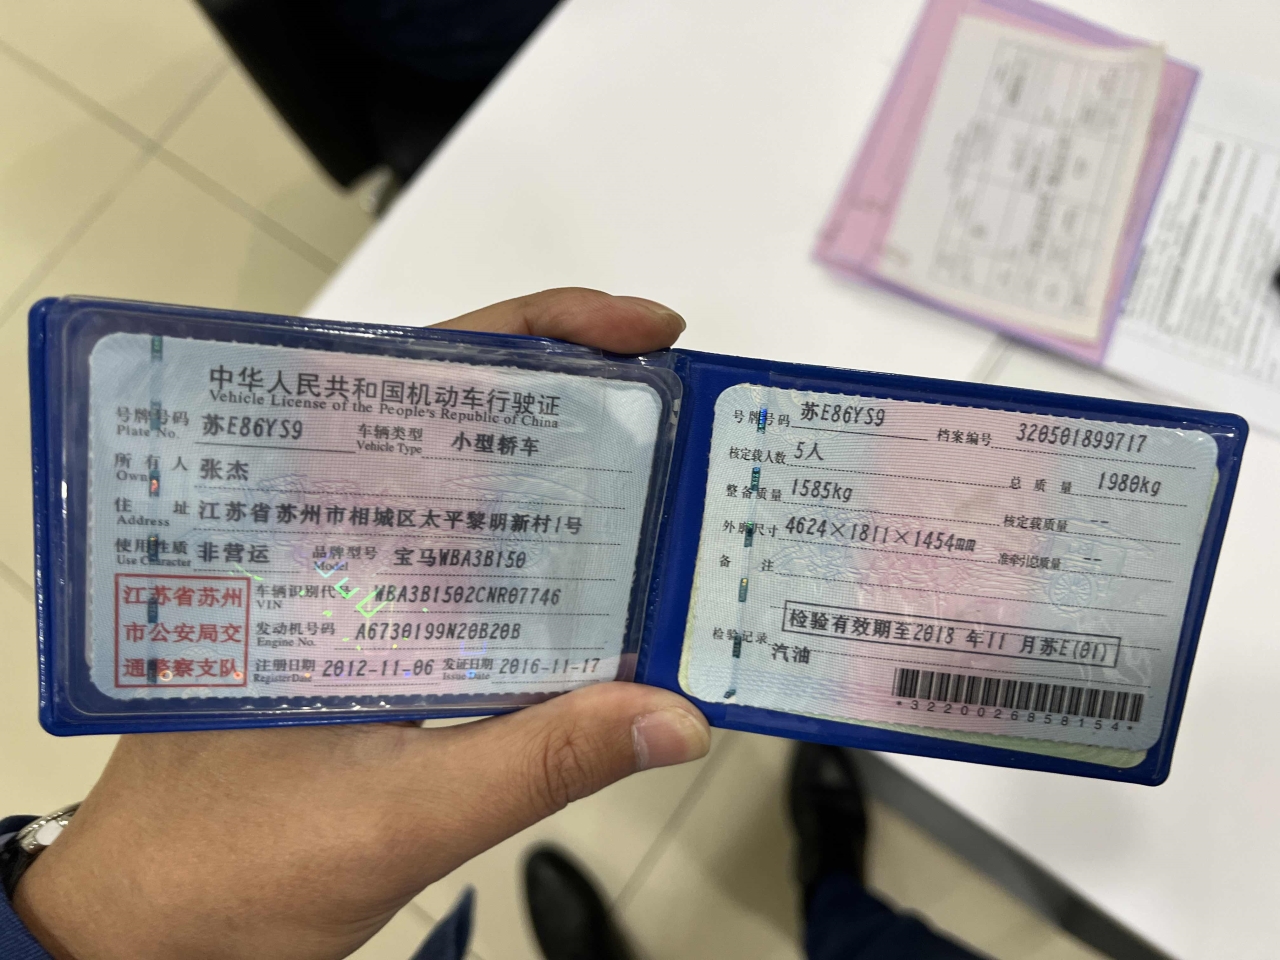 中华人民共和国机动车行驶证
Vehicle License of the People's Republic of China
号牌号码 苏E86YS9 车辆类型 小型轿车
Plate No. Vehicle Type
所有人 张杰
Owner
住址 江苏省苏州市相城区太平黎明新村1号
Address
使用性质 非营运 品牌型号 宝马WBA3B150
Use Character Model
江苏省苏州
市公安局交
通警察支队
车辆识别代号 WBA3B1502CNR07746
VIN
发动机号码 A6730199N20B20B
Engine No.
注册日期 2012-11-06 发证日期 2016-11-17
Register Date Issue Date
号牌号码 苏E86YS9 档案编号 320501899717
核定载人数 5人 总质量 1980kg
整备质量 1585kg 核定载质量 --
外廓尺寸 4624×1811×1454mm 准牵引总质量 --
备注
检验有效期至2018 年11 月苏E(01)
检验记录
汽油
*3220026858154*